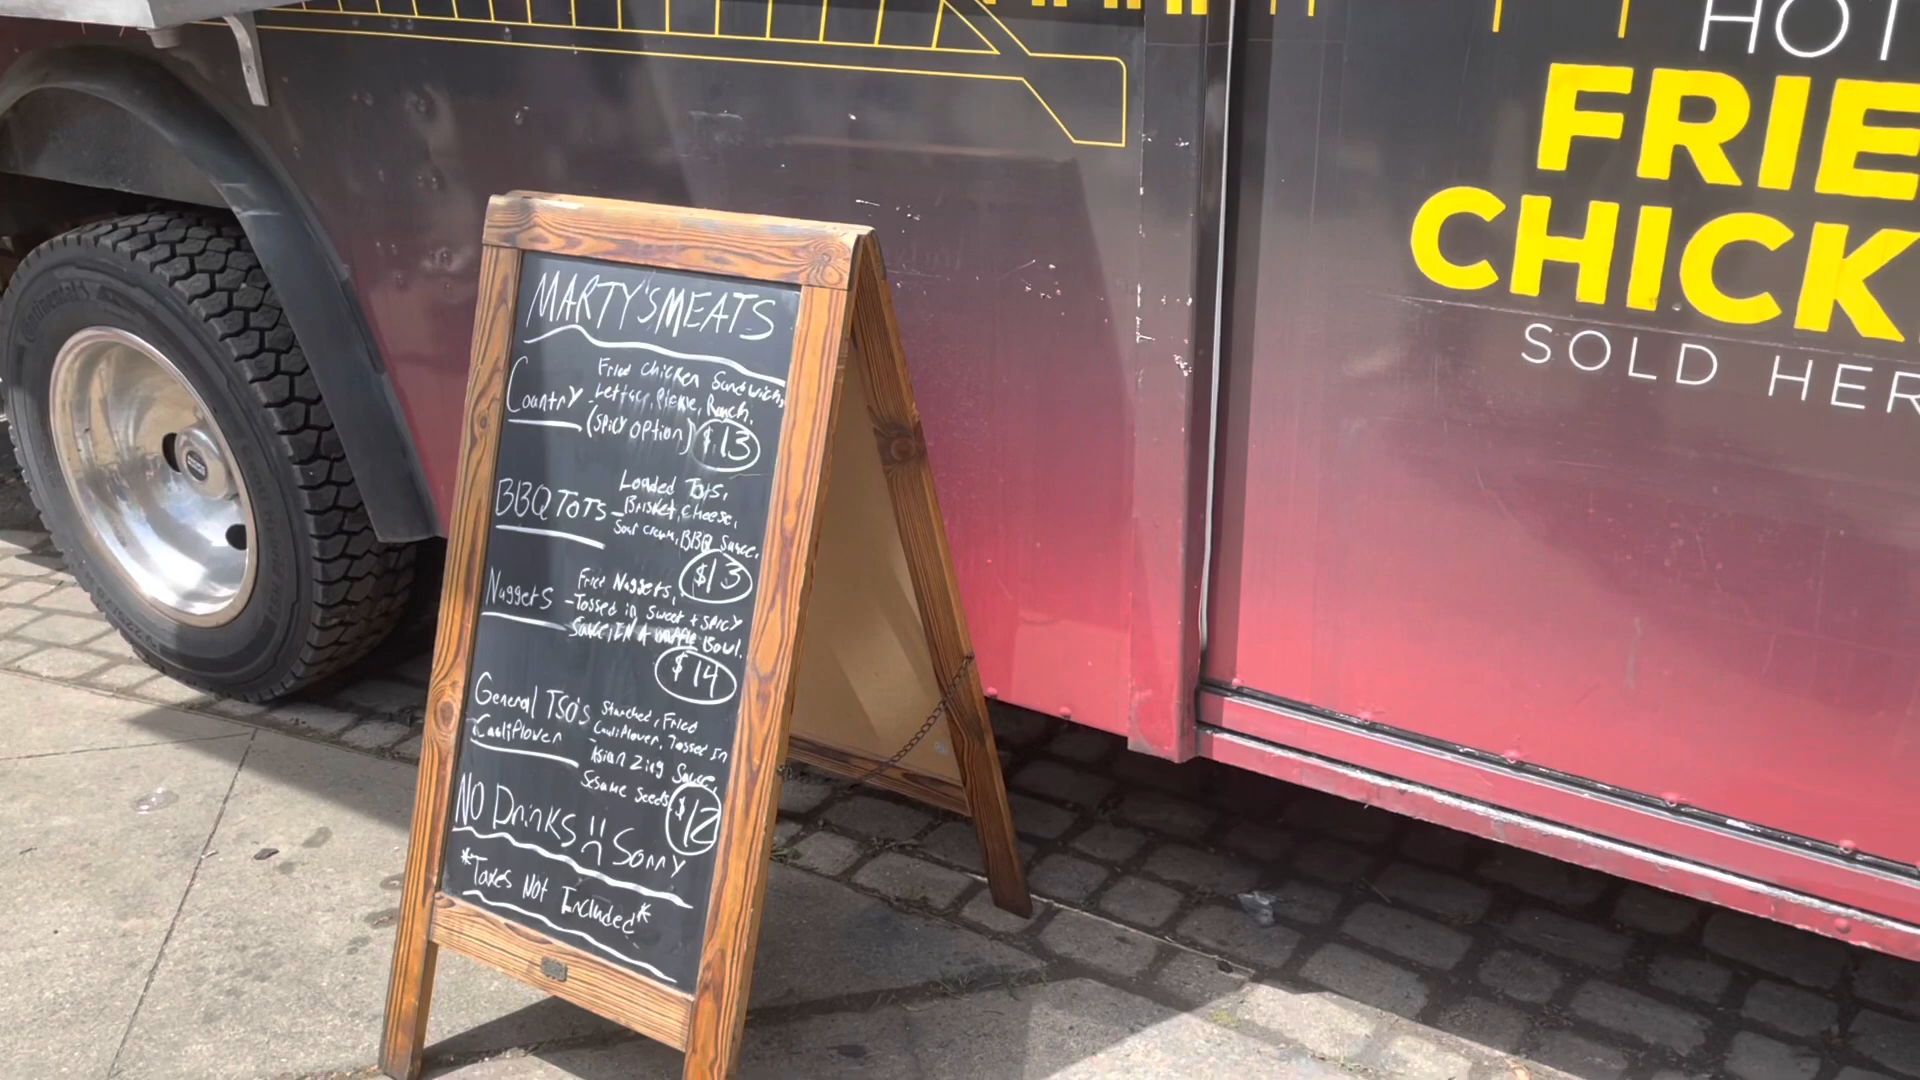 MARTY'S MEATS
Country - Fried Chicken Sandwich,
Lettuce, Pickle, Ranch.
(spicy option) $13
BBQ TOTS - Loaded Tots,
Brisket, Cheese,
Sour cream, BBQ Sauce.
$13
Nuggets - Fried Nuggets,
Tossed in sweet + spicy
Sauce, IN A waffle Bowl.
$14
General TSO'S Cauliflower - Starched, Fried
Cauliflower, Tossed In
Asian Zing Sauce,
Sesame Seeds $12
NO Drinks Sorry
*Taxes Not Included*
HOT
FRIE
CHICK
SOLD HER
Continental